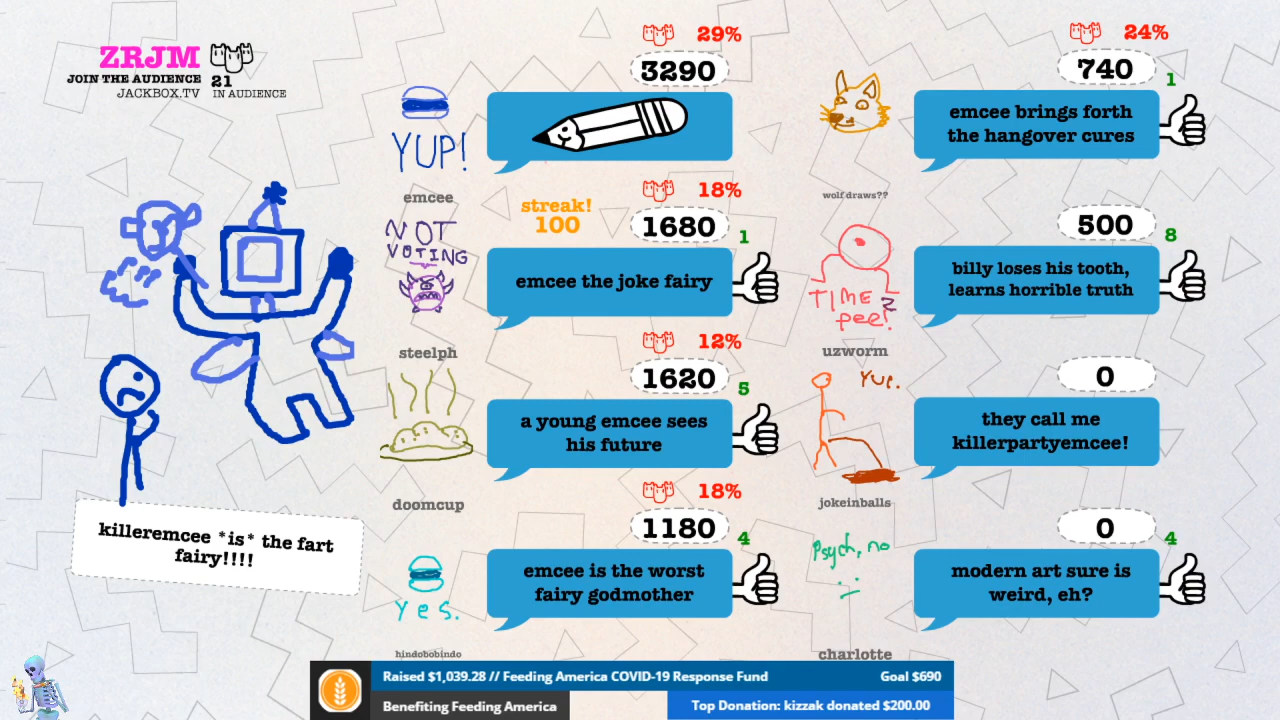 ZRJM
JOIN THE AUDIENCE
JACKBOX.TV
21
IN AUDIENCE
killeremcee *is* the fart
fairy!!!!
29%
3290
YUP!
emcee
18%
streak!
100
1680
1
NOT
VOTING
emcee the joke fairy
steelph
12%
1620
5
a young emcee sees
his future
doomcup
18%
1180
4
emcee is the worst
fairy godmother
Yes.
hindobobindo
24%
740
1
emcee brings forth
the hangover cures
wolf draws??
500
8
billy loses his tooth,
learns horrible truth
TIME 2
pee!
uzworm
0
YUP.
they call me
killerpartyemcee!
jokeinballs
0
4
Psych, no
modern art sure is
weird, eh?
charlotte
Raised $1,039.28 // Feeding America COVID-19 Response Fund
Goal $690
Benefiting Feeding America
Top Donation: kizzak donated $200.00